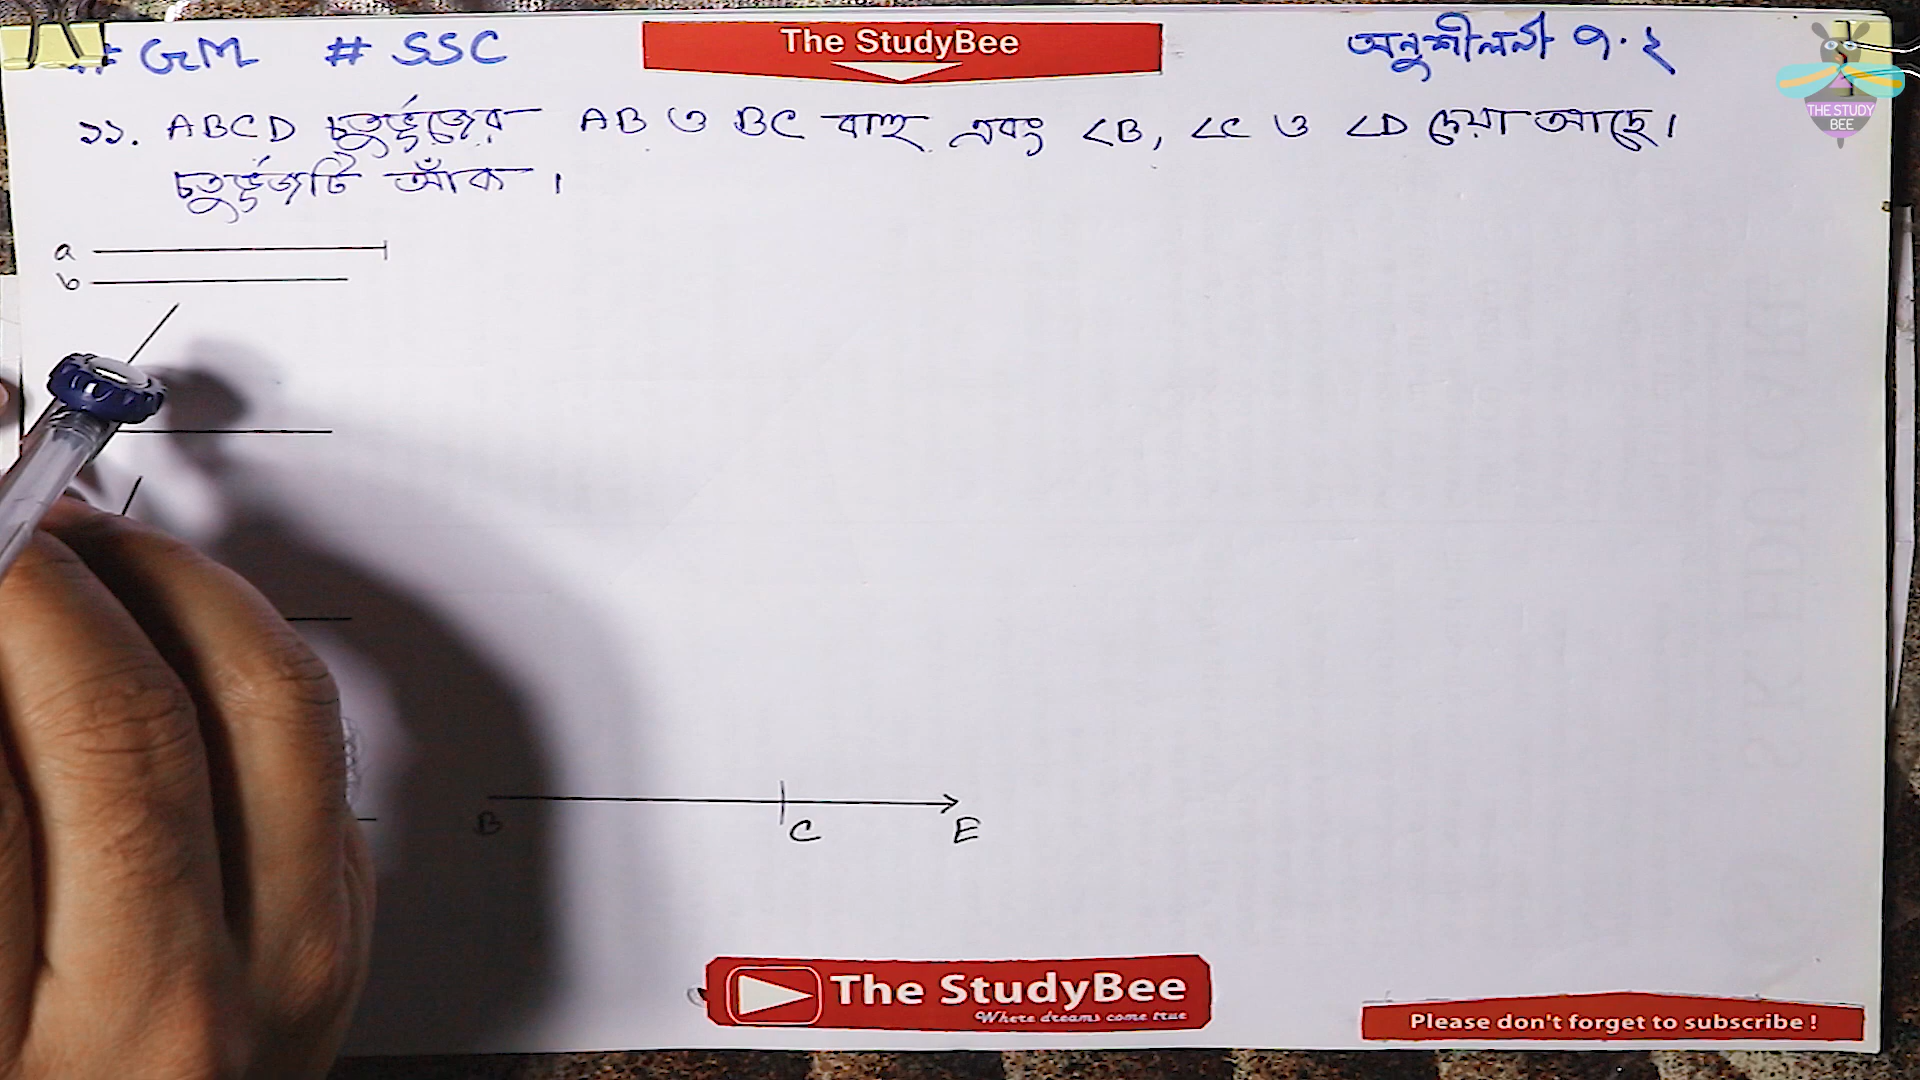 # GM # SSC
The StudyBee
অনুশীলনী ৭.২
THE STUDY
BEE
১১. ABCD চতুর্ভুজের AB ও BC বাহু এবং ∠B, ∠C ও ∠D দেয়া আছে।
চতুর্ভুজটি আঁক।
a
b
B C E
The StudyBee
Where dreams come true
Please don't forget to subscribe !